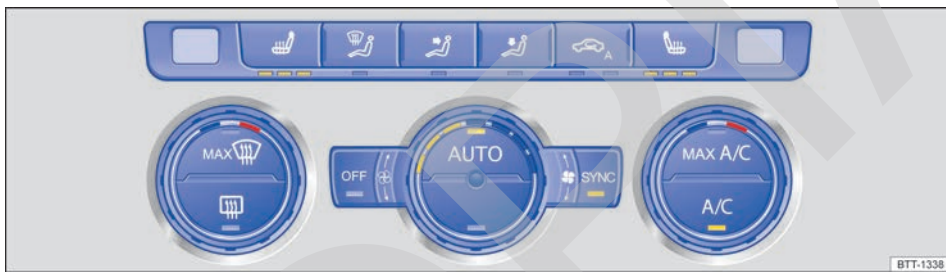 A
MAX
AUTO
MAX A/C
OFF
SYNC
A/C
BTT-1338